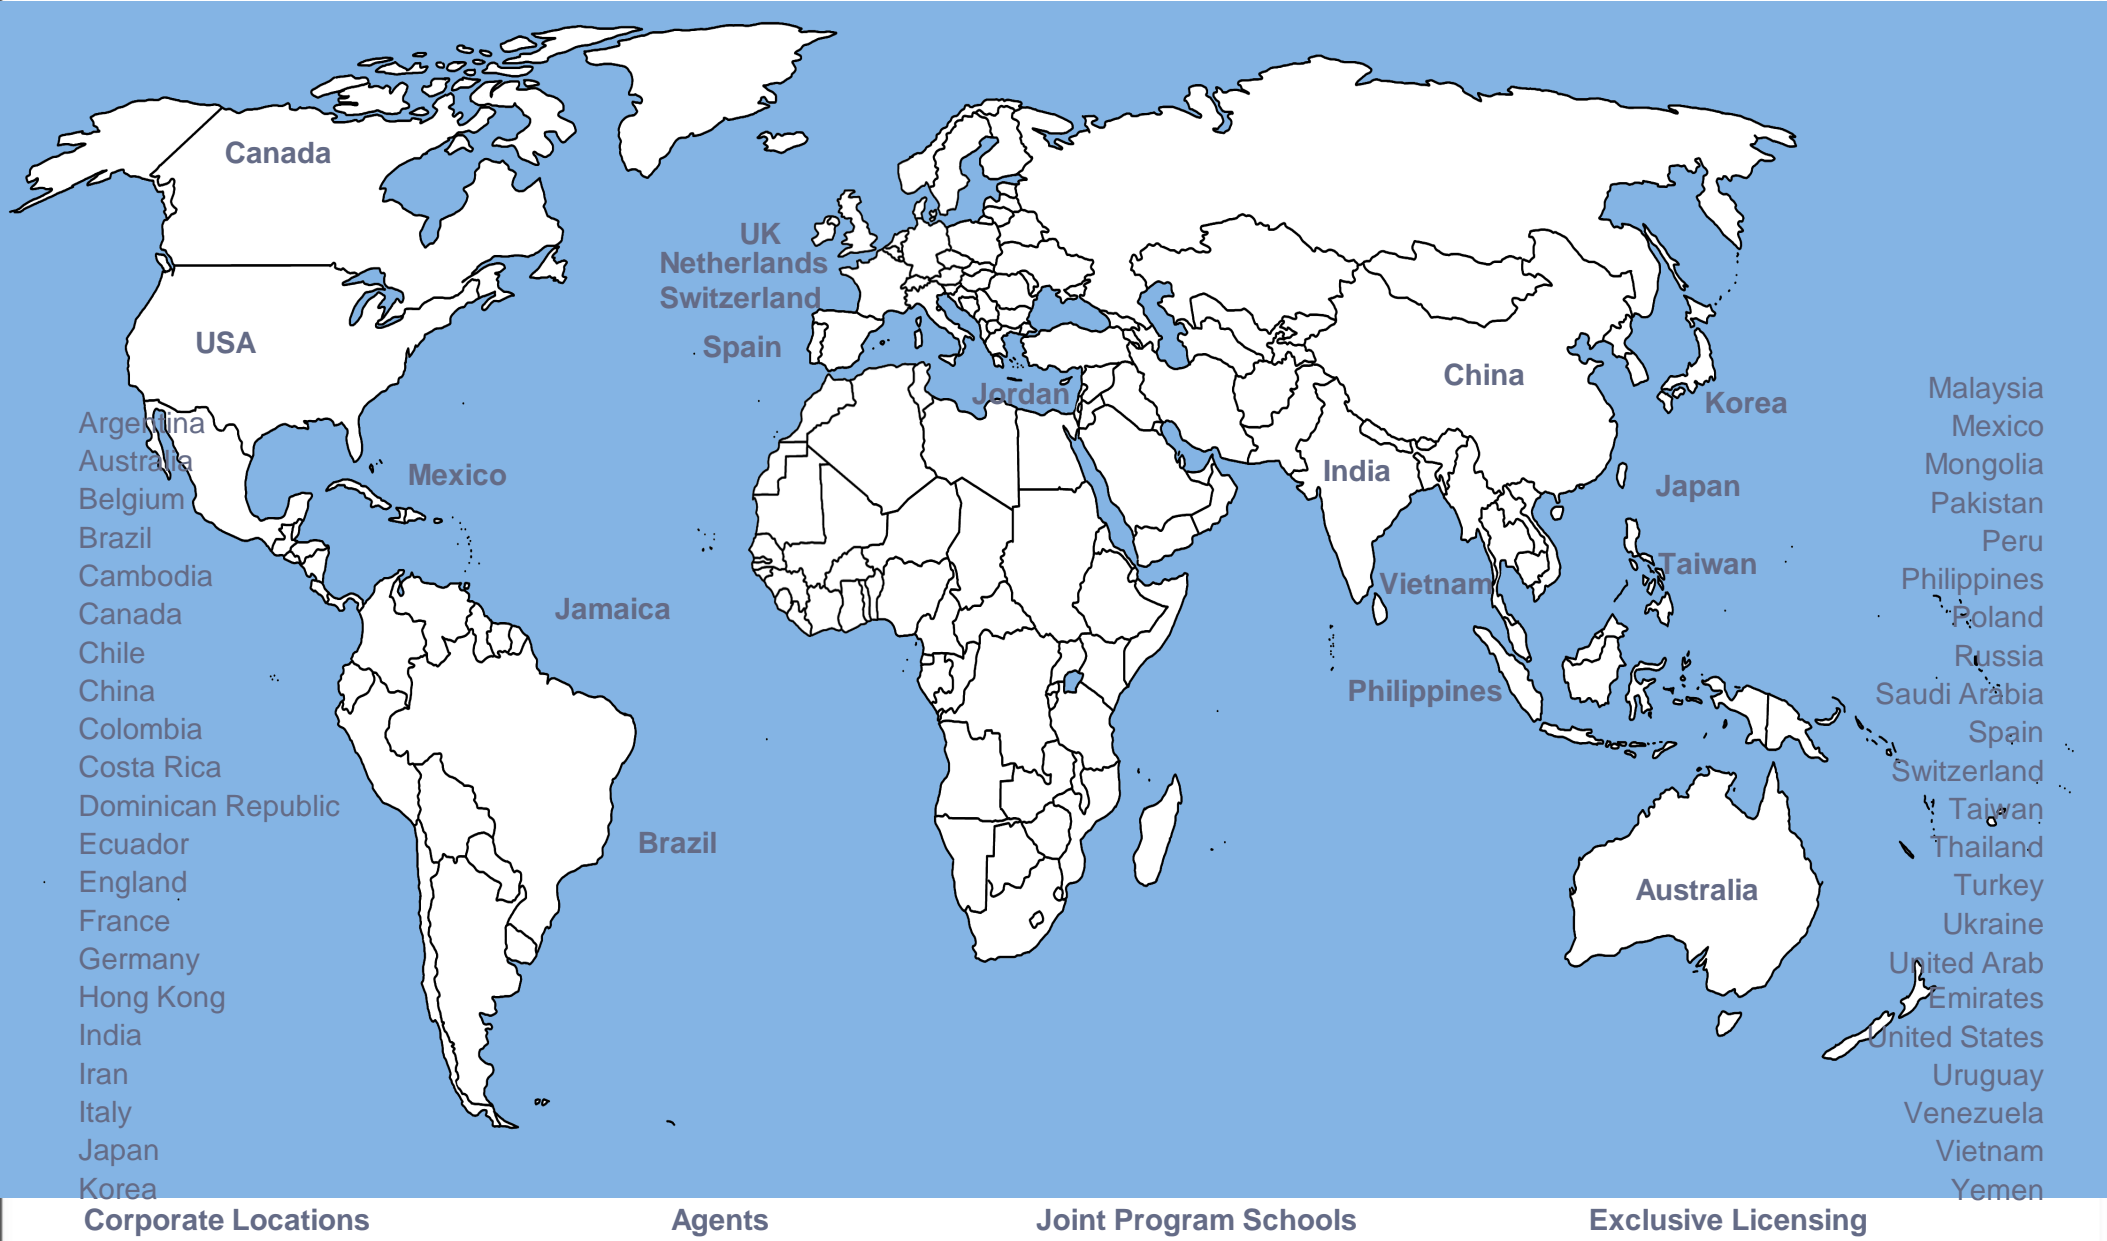 Canada
UK
Netherlands
Switzerland
USA
Spain
China
Jordan
Korea
Mexico
India
Japan
Taiwan
Vietnam
Jamaica
Philippines
Brazil
Australia
Argentina
Australia
Belgium
Brazil
Cambodia
Canada
Chile
China
Colombia
Costa Rica
Dominican Republic
Ecuador
England
France
Germany
Hong Kong
India
Iran
Italy
Japan
Korea
Malaysia
Mexico
Mongolia
Pakistan
Peru
Philippines
Poland
Russia
Saudi Arabia
Spain
Switzerland
Taiwan
Thailand
Turkey
Ukraine
United Arab
Emirates
United States
Uruguay
Venezuela
Vietnam
Yemen
Corporate Locations
Agents
Joint Program Schools
Exclusive Licensing